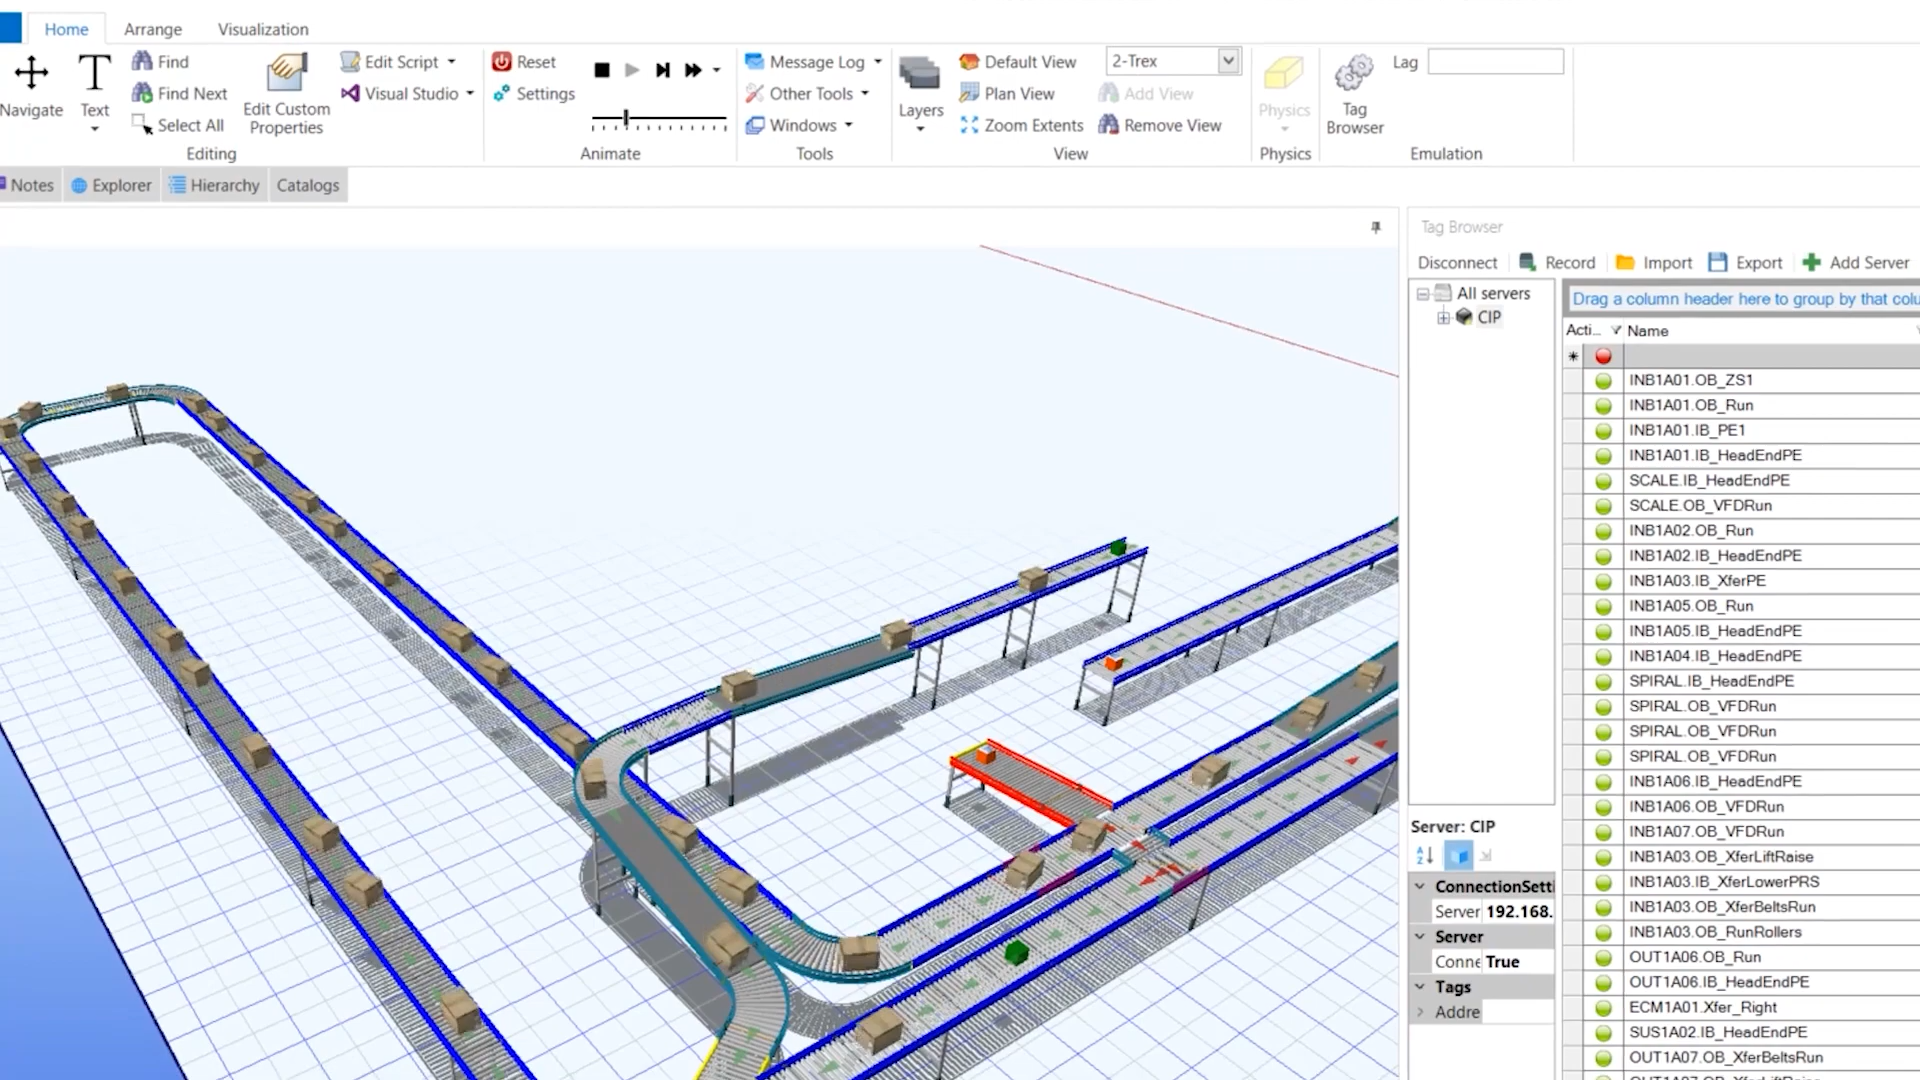 Home Arrange Visualization
Navigate
Text
Find
Find Next
Select All
Edit Custom
Properties
Edit Script
Visual Studio
Editing
Reset
Settings
Animate
Message Log
Other Tools
Windows
Tools
Layers
Default View
Plan View
Zoom Extents
2-Trex
Add View
Remove View
View
Physics
Physics
Tag
Browser
Lag
Emulation
Notes Explorer Hierarchy Catalogs
Tag Browser
Disconnect Record Import Export Add Server
All servers
CIP
Drag a column header here to group by that colu
Acti... Name
INB1A01.OB_ZS1
INB1A01.OB_Run
INB1A01.IB_PE1
INB1A01.IB_HeadEndPE
SCALE.IB_HeadEndPE
SCALE.OB_VFDRun
INB1A02.OB_Run
INB1A02.IB_HeadEndPE
INB1A03.IB_XferPE
INB1A05.OB_Run
INB1A05.IB_HeadEndPE
INB1A04.IB_HeadEndPE
SPIRAL.IB_HeadEndPE
SPIRAL.OB_VFDRun
SPIRAL.OB_VFDRun
SPIRAL.OB_VFDRun
INB1A06.IB_HeadEndPE
INB1A06.OB_VFDRun
INB1A07.OB_VFDRun
INB1A03.OB_XferLiftRaise
INB1A03.IB_XferLowerPRS
INB1A03.OB_XferBeltsRun
INB1A03.OB_RunRollers
OUT1A06.OB_Run
OUT1A06.IB_HeadEndPE
ECM1A01.Xfer_Right
SUS1A02.IB_HeadEndPE
OUT1A07.OB_XferBeltsRun
Server: CIP
ConnectionSetti
Server 192.168.
Server
Conne True
Tags
Addre